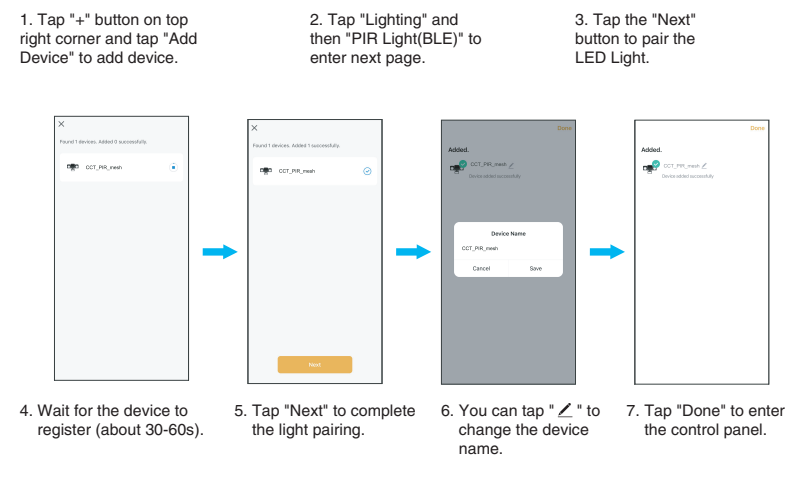 1. Tap "+" button on top
right corner and tap "Add
Device" to add device.
2. Tap "Lighting" and
then "PIR Light(BLE)" to
enter next page.
3. Tap the "Next"
button to pair the
LED Light.
Found 1 devices. Added 0 successfully.
CCT_PIR_mesh
Found 1 devices. Added 1 successfully.
CCT_PIR_mesh
Next
Done
Added.
CCT_PIR_mesh
Device added successfully
Device Name
CCT_PIR_mesh
Cancel Save
Done
Added.
CCT_PIR_mesh
Device added successfully
4. Wait for the device to
register (about 30-60s).
5. Tap "Next" to complete
the light pairing.
6. You can tap " " to
change the device
name.
7. Tap "Done" to enter
the control panel.